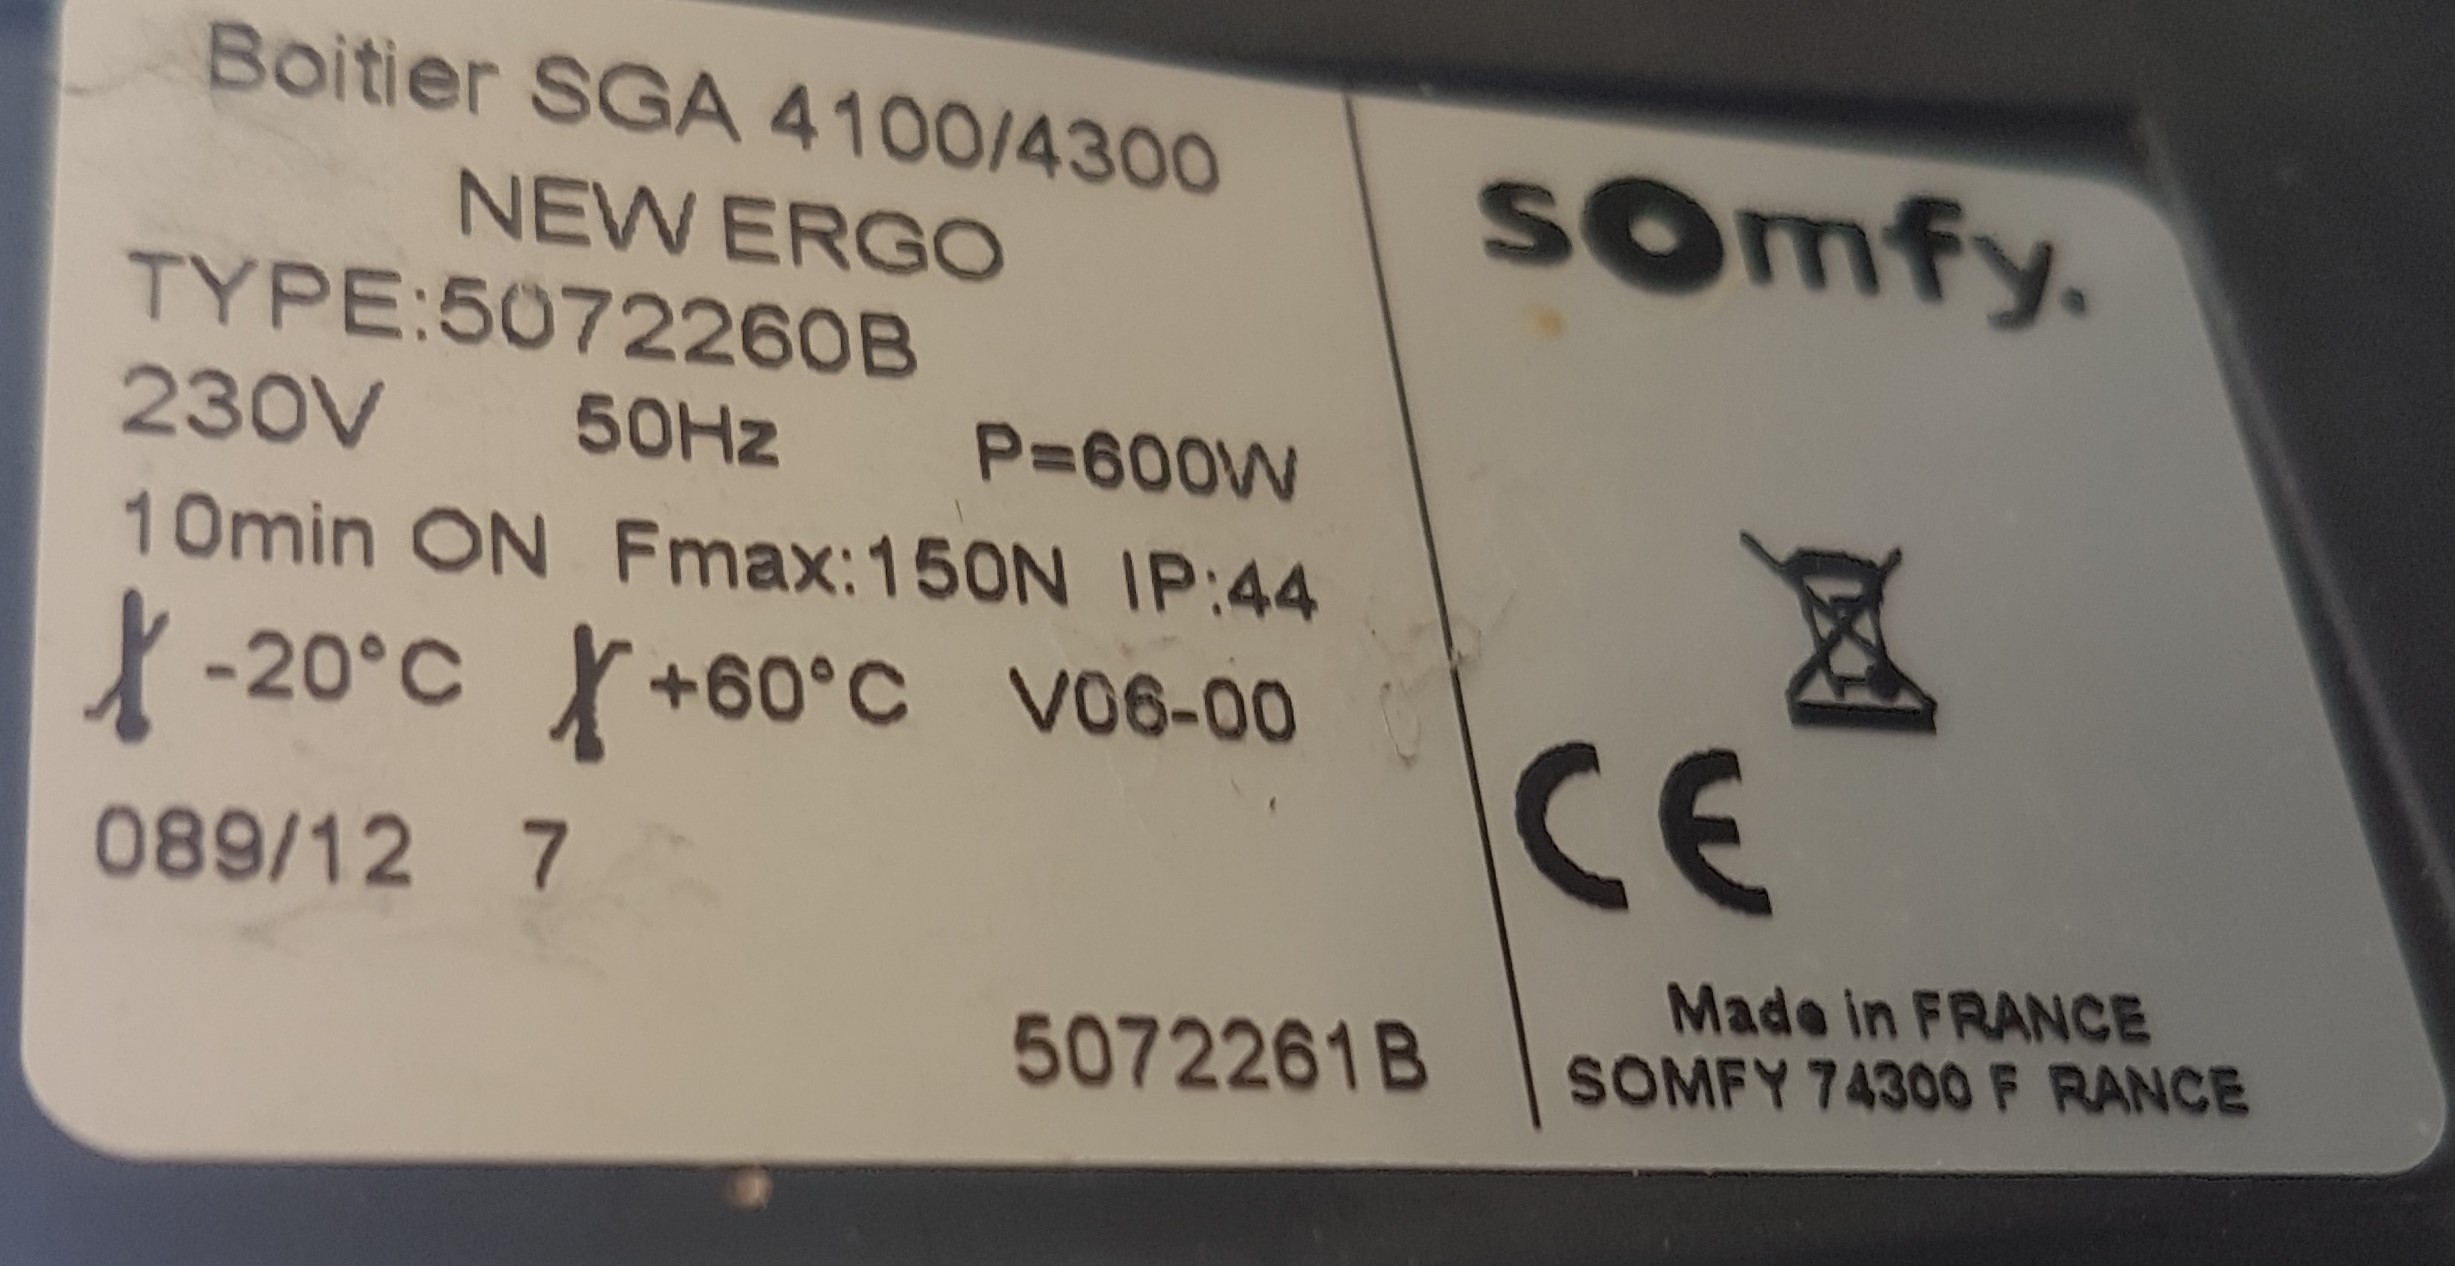 Boitier SGA 4100/4300
NEW ERGO
TYPE:5072260B
230V 50Hz P=600W
10min ON Fmax:150N IP:44
-20°C +60°C V06-00
089/12 7
5072261B
somfy.
CE
Made in FRANCE
SOMFY 74300 F RANCE